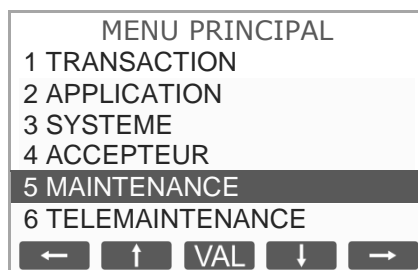 MENU PRINCIPAL
1 TRANSACTION
2 APPLICATION
3 SYSTEME
4 ACCEPTEUR
5 MAINTENANCE
6 TELEMAINTENANCE
← ↑ VAL ↓ →